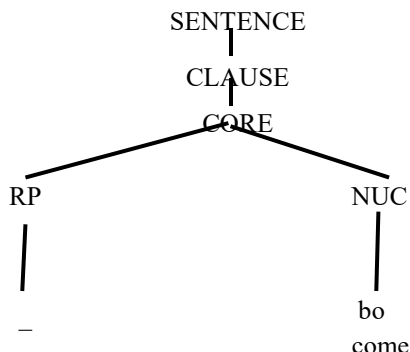 SENTENCE
CLAUSE
CORE
RP NUC
_ bo
come